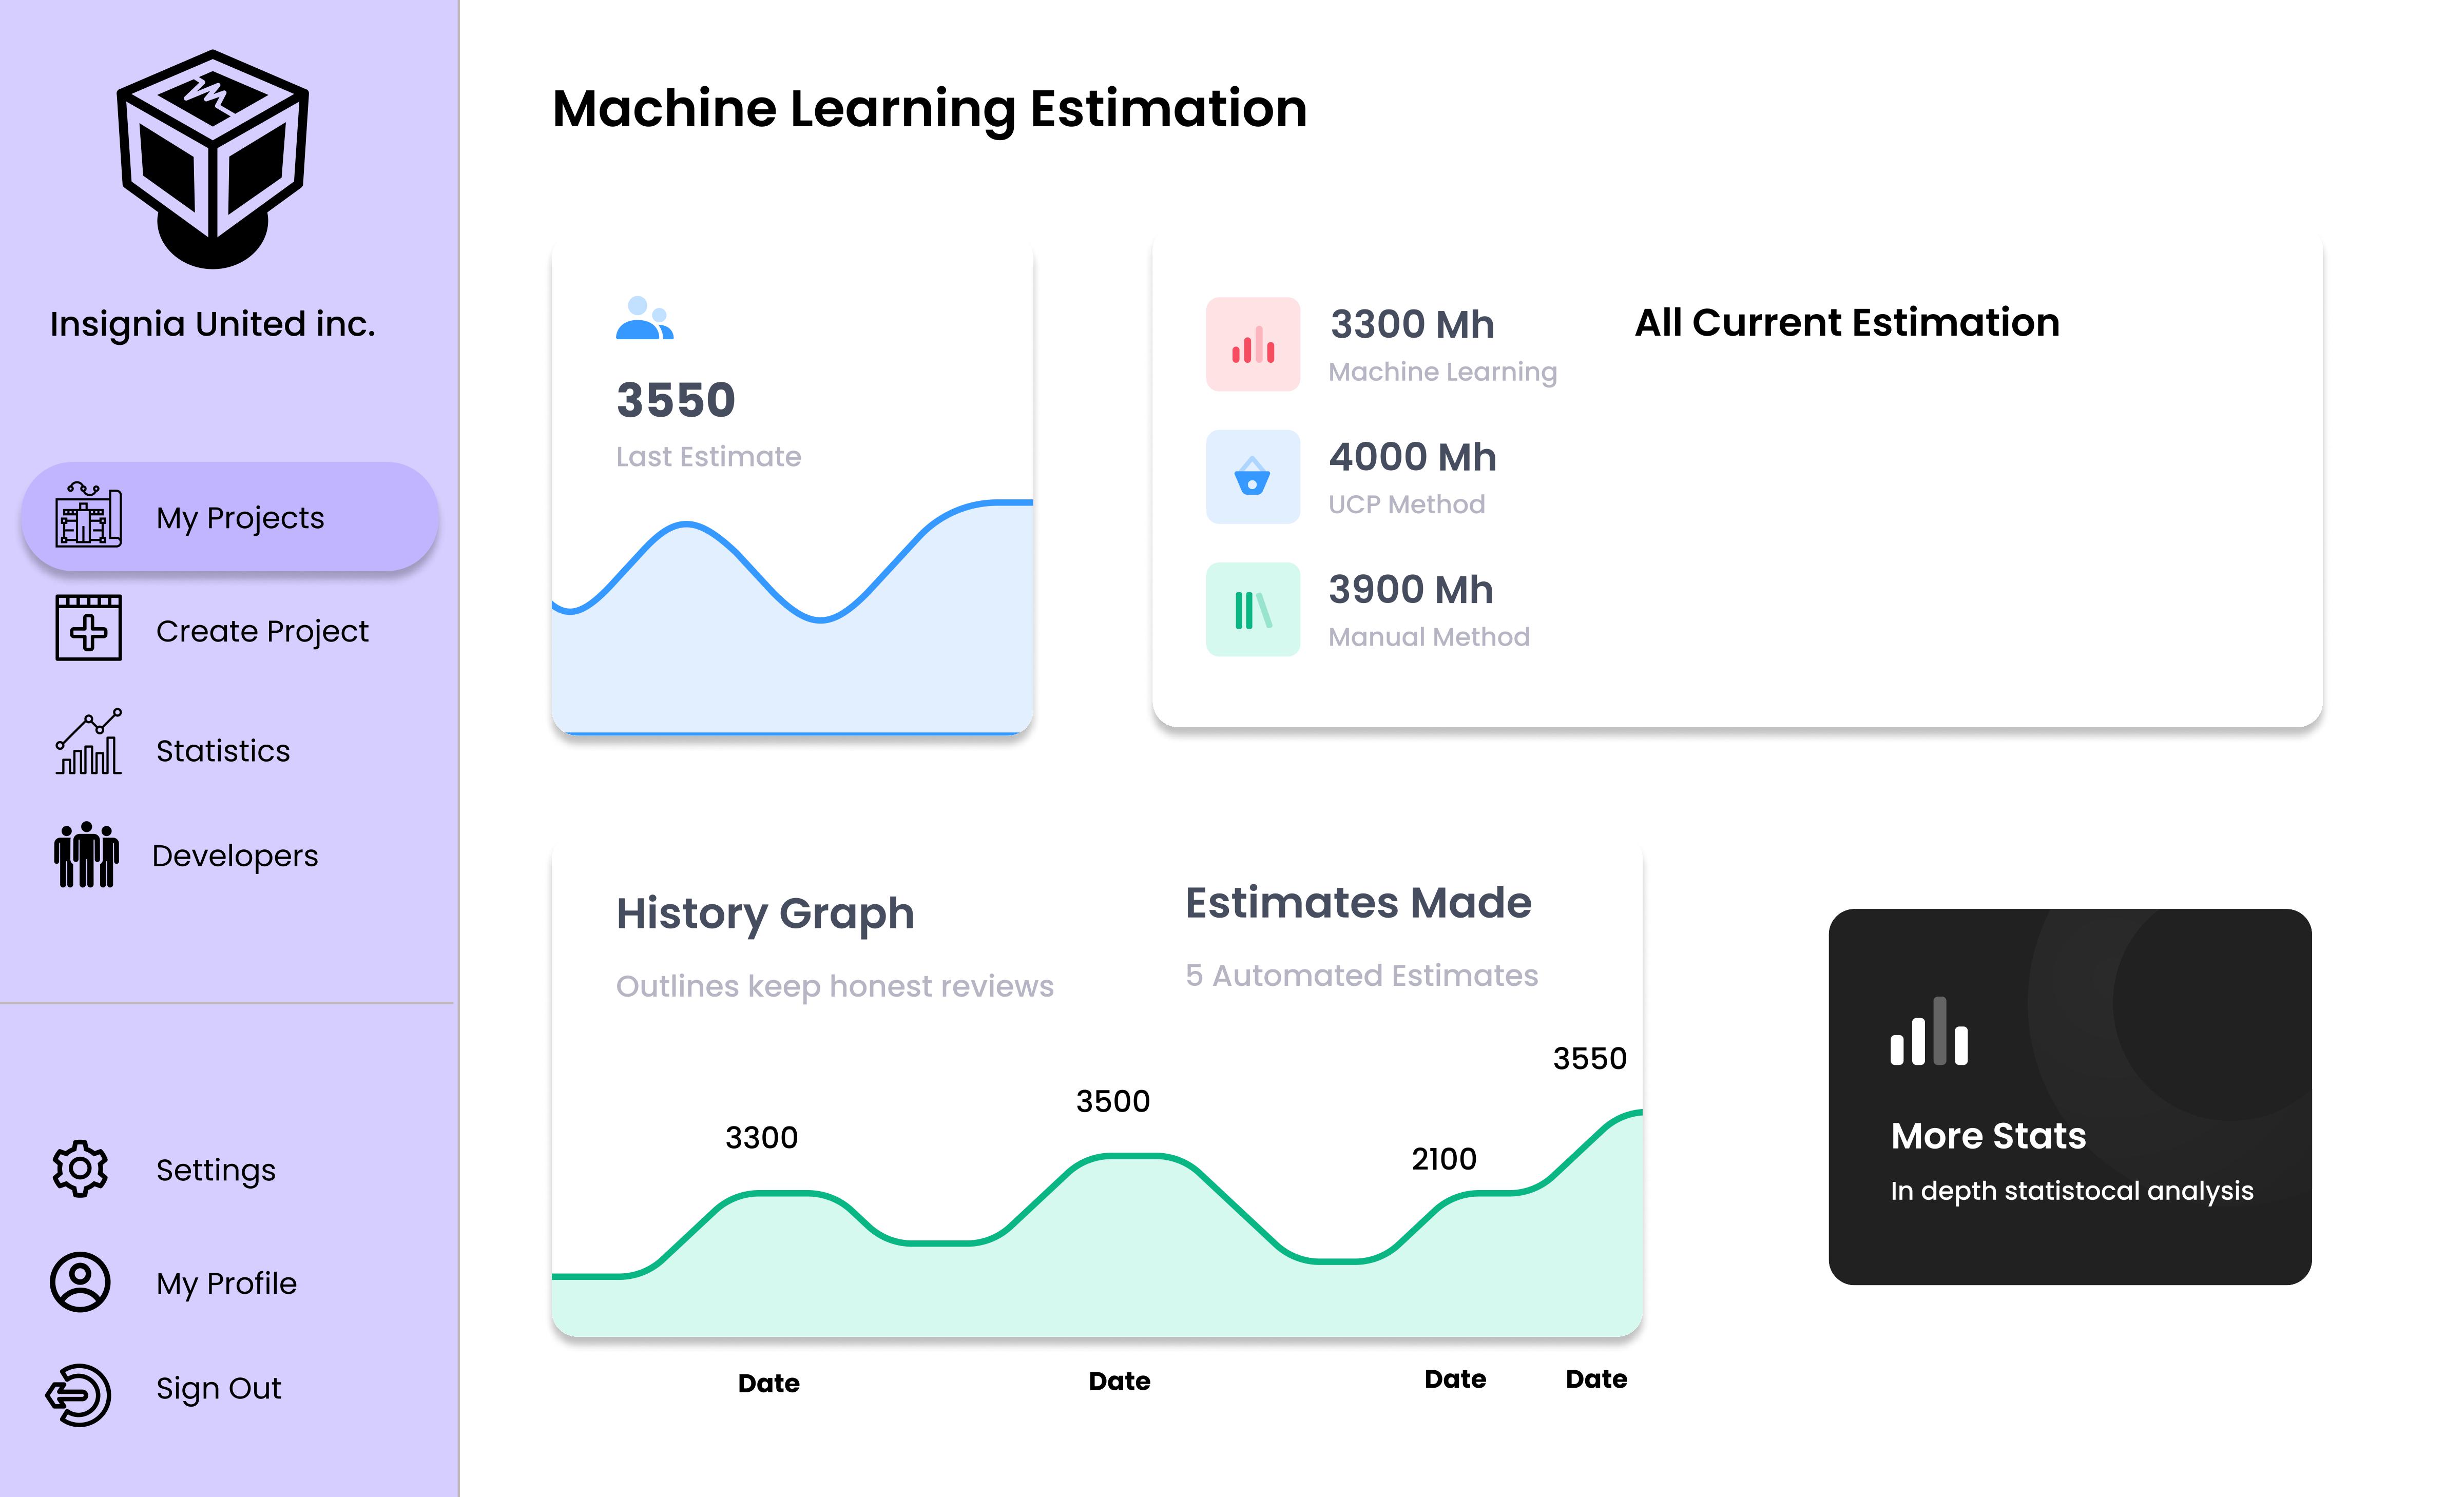 Insignia United inc.
My Projects
Create Project
Statistics
Developers
Settings
My Profile
Sign Out
Machine Learning Estimation
3550
Last Estimate
3300 Mh
Machine Learning
4000 Mh
UCP Method
3900 Mh
Manual Method
All Current Estimation
History Graph
Outlines keep honest reviews
Estimates Made
5 Automated Estimates
3300
3500
2100
3550
Date
Date
Date
Date
More Stats
In depth statistocal analysis